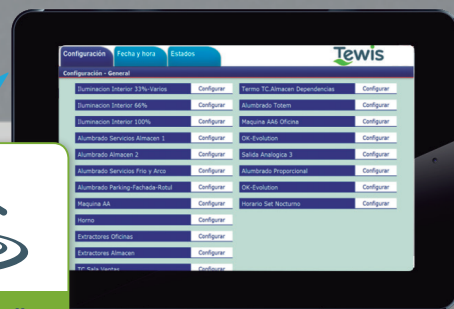 Configuración Fecha y hora Estados Tewis
Configuración - General
Iluminacion Interior 33%-Varios Configurar Termo TC.Almacen Dependencias Configurar
Iluminacion Interior 66% Configurar Alumbrado Totem Configurar
Iluminacion Interior 100% Configurar Maquina AA6 Oficina Configurar
Alumbrado Servicios Almacen 1 Configurar OK-Evolution Configurar
Alumbrado Almacen 2 Configurar Salida Analogica 3 Configurar
Alumbrado Servicios Frio y Arco Configurar Alumbrado Proporcional Configurar
Alumbrado Parking-Fachada-Rotul Configurar OK-Evolution Configurar
Maquina AA Configurar Horario Set Nocturno Configurar
Horno Configurar
Extractores Oficinas Configurar
Extractores Almacen Configurar
TC Sala Ventas Configurar